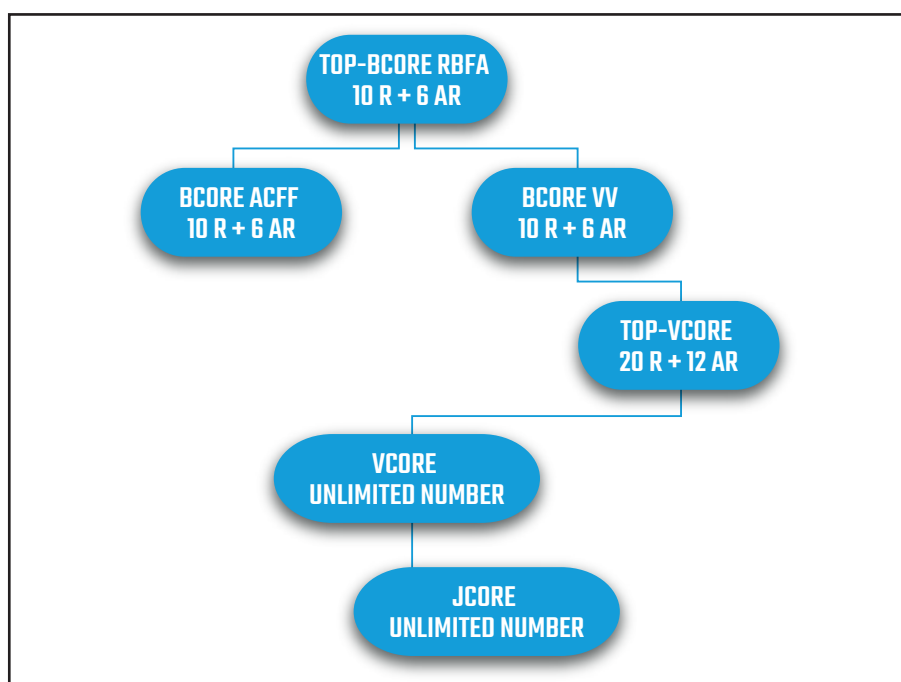 TOP-BCORE RBFA
10 R + 6 AR
BCORE ACFF
10 R + 6 AR
BCORE VV
10 R + 6 AR
TOP-VCORE
20 R + 12 AR
VCORE
UNLIMITED NUMBER
JCORE
UNLIMITED NUMBER